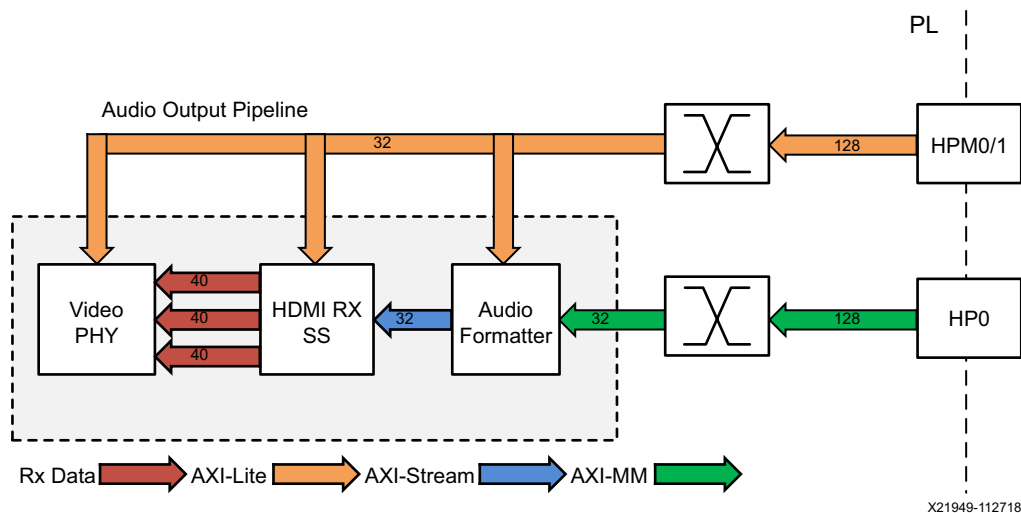 PL
Audio Output Pipeline
32
128
HPM0/1
Video
PHY
40
40
40
HDMI RX
SS
32
Audio
Formatter
32
128
HP0
Rx Data
AXI-Lite
AXI-Stream
AXI-MM
X21949-112718